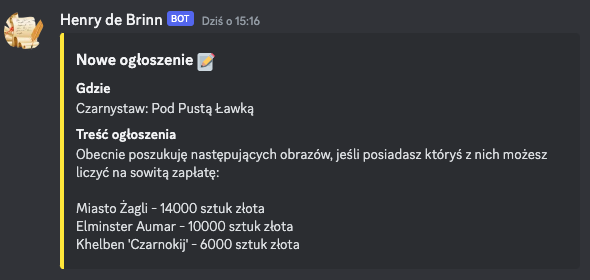 Henry de Brinn BOT Dziś o 15:16
Nowe ogłoszenie 📝
Gdzie
Czarnystaw: Pod Pustą Ławką
Treść ogłoszenia
Obecnie poszukuję następujących obrazów, jeśli posiadasz któryś z nich możesz
liczyć na sowitą zapłatę:
Miasto Żagli - 14000 sztuk złota
Elminster Aumar - 10000 sztuk złota
Khelben 'Czarnokij' - 6000 sztuk złota